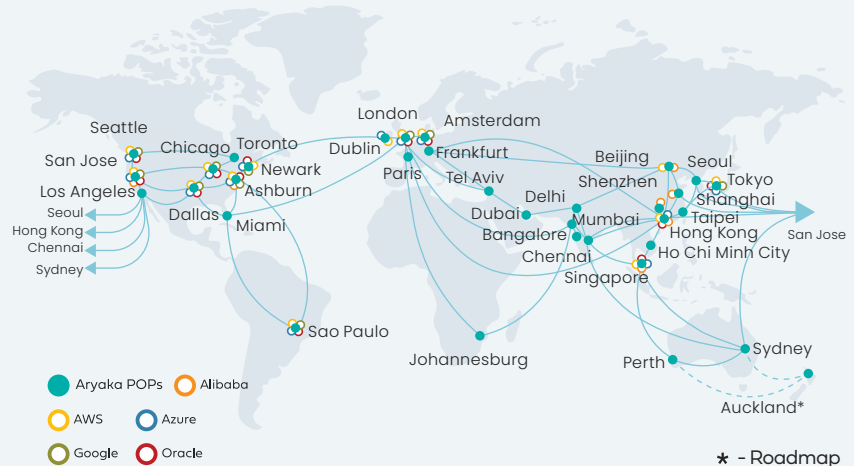 London
Amsterdam
Seattle
Chicago
Toronto
Dublin
Frankfurt
Beijing
Seoul
San Jose
Newark
Paris
Tel Aviv
Shenzhen
Tokyo
Los Angeles
Ashburn
Delhi
Shanghai
Seoul
Dallas
Miami
Dubai
Mumbai
Taipei
Hong Kong
Bangalore
Hong Kong
San Jose
Chennai
Chennai
Ho Chi Minh City
Sydney
Singapore
Sao Paulo
Johannesburg
Perth
Sydney
Aryaka POPs
Alibaba
Auckland*
AWS
Azure
Google
Oracle
* - Roadmap